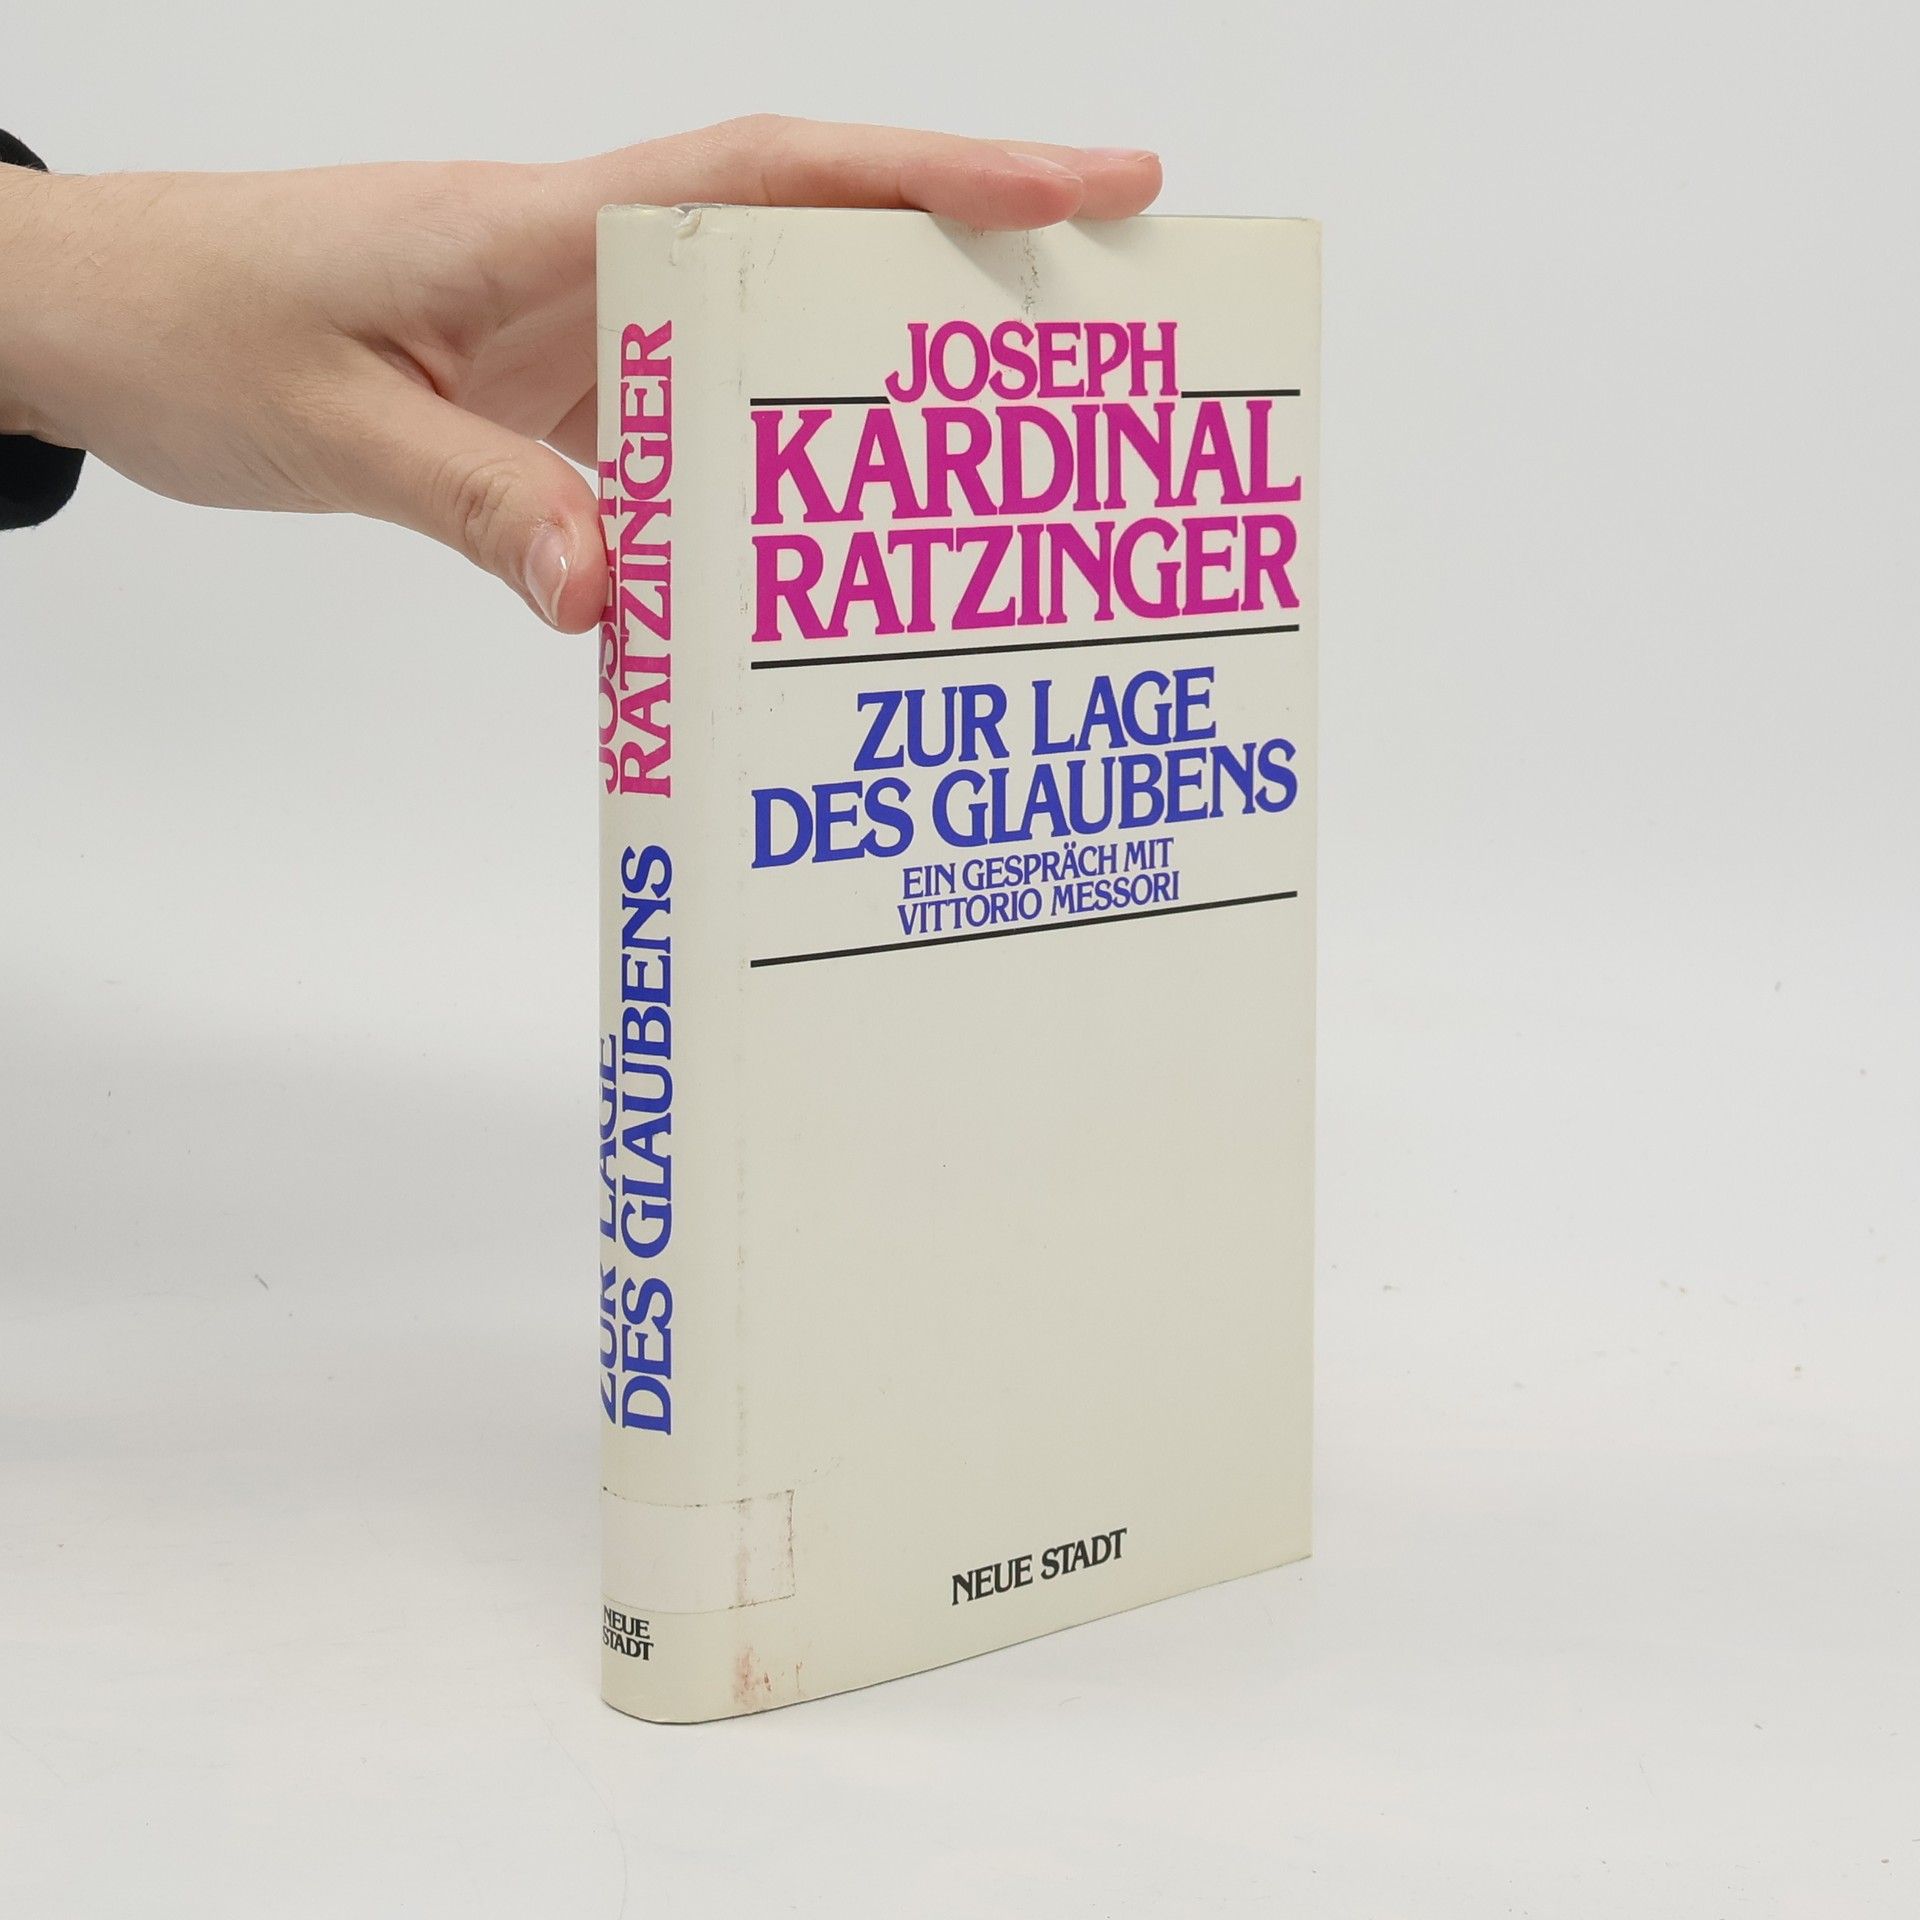 JOSEPH
RATZINGER
ZUR LAGE
DES GLAUBENS
NEUE
STADT
JOSEPH
KARDINAL
RATZINGER
ZUR LAGE
DES GLAUBENS
EIN GESPRÄCH MIT
VITTORIO MESSORI
NEUE STADT